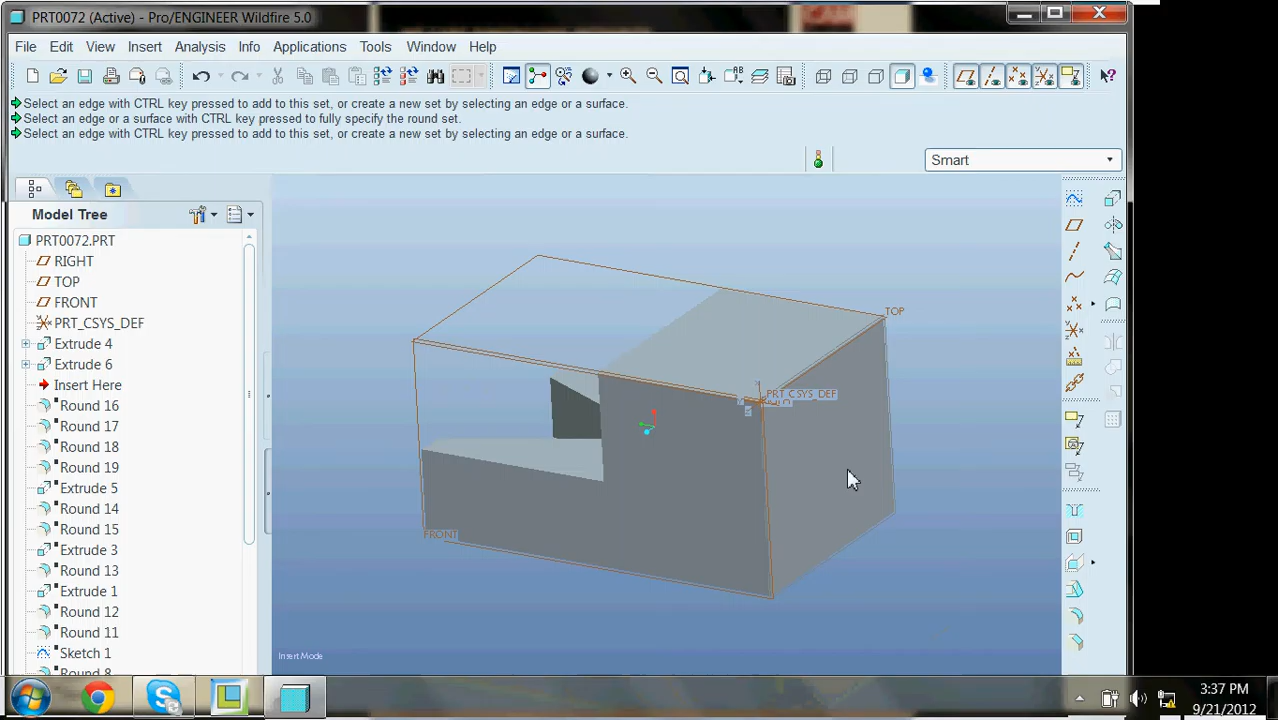 PRT0072 (Active) - Pro/ENGINEER Wildfire 5.0
File Edit View Insert Analysis Info Applications Tools Window Help
Select an edge with CTRL key pressed to add to this set, or create a new set by selecting an edge or a surface.
Select an edge or a surface with CTRL key pressed to fully specify the round set.
Select an edge with CTRL key pressed to add to this set, or create a new set by selecting an edge or a surface.
Smart
Model Tree
PRT0072.PRT
RIGHT
TOP
FRONT
PRT_CSYS_DEF
Extrude 4
Extrude 6
Insert Here
Round 16
Round 17
Round 18
Round 19
Extrude 5
Round 14
Round 15
Extrude 3
Round 13
Extrude 1
Round 12
Round 11
Sketch 1
Round 8
TOP
PRT_CSYS_DEF
FRONT
Insert Mode
3:37 PM
9/21/2012